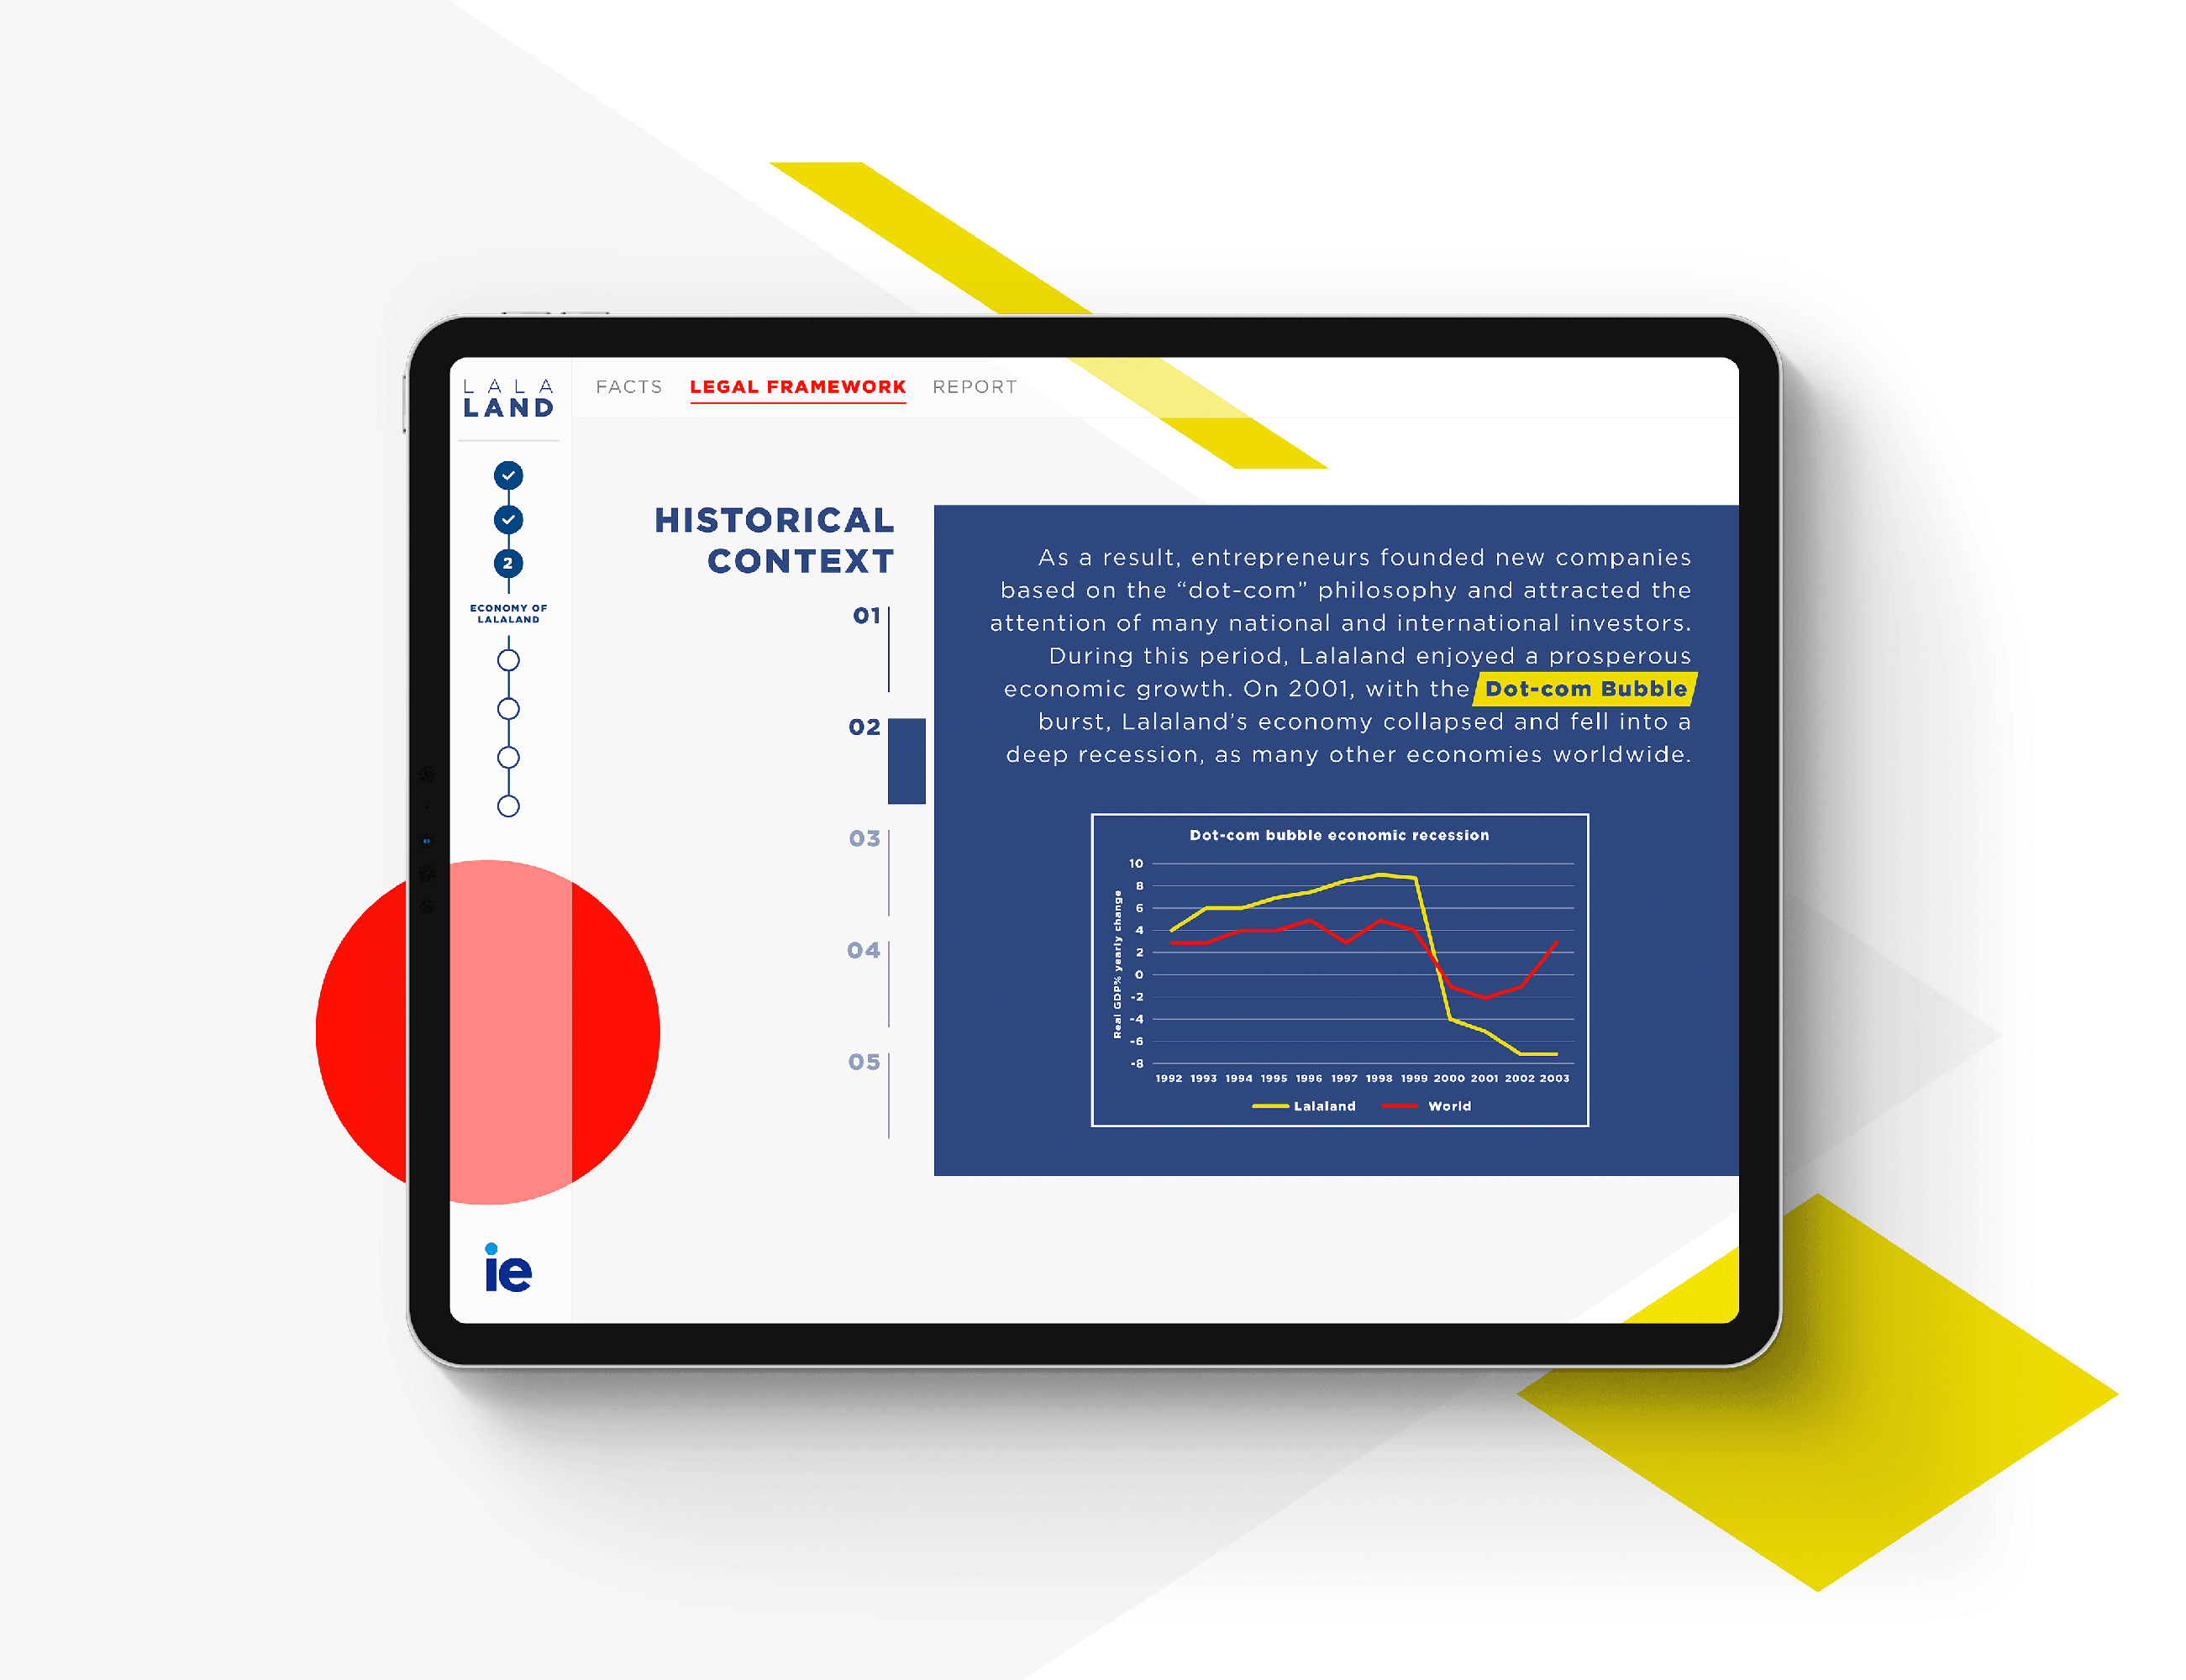 LALA
LAND
FACTS LEGAL FRAMEWORK REPORT
2
ECONOMY OF
LALALAND
HISTORICAL
CONTEXT
01
02
03
04
05
As a result, entrepreneurs founded new companies
based on the “dot-com” philosophy and attracted the
attention of many national and international investors.
During this period, Lalaland enjoyed a prosperous
economic growth. On 2001, with the Dot-com Bubble
burst, Lalaland’s economy collapsed and fell into a
deep recession, as many other economies worldwide.
Dot-com bubble economic recession
Real GDP% yearly change
10
8
6
4
2
0
-2
-4
-6
-8
1992 1993 1994 1995 1996 1997 1998 1999 2000 2001 2002 2003
Lalaland World
ie